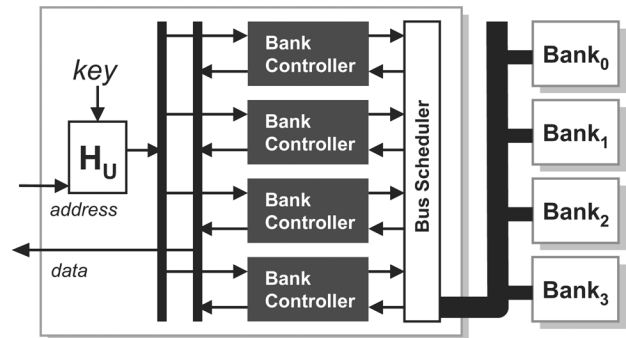 key
H_U
address
data
Bank
Controller
Bank
Controller
Bank
Controller
Bank
Controller
Bus Scheduler
Bank_0
Bank_1
Bank_2
Bank_3